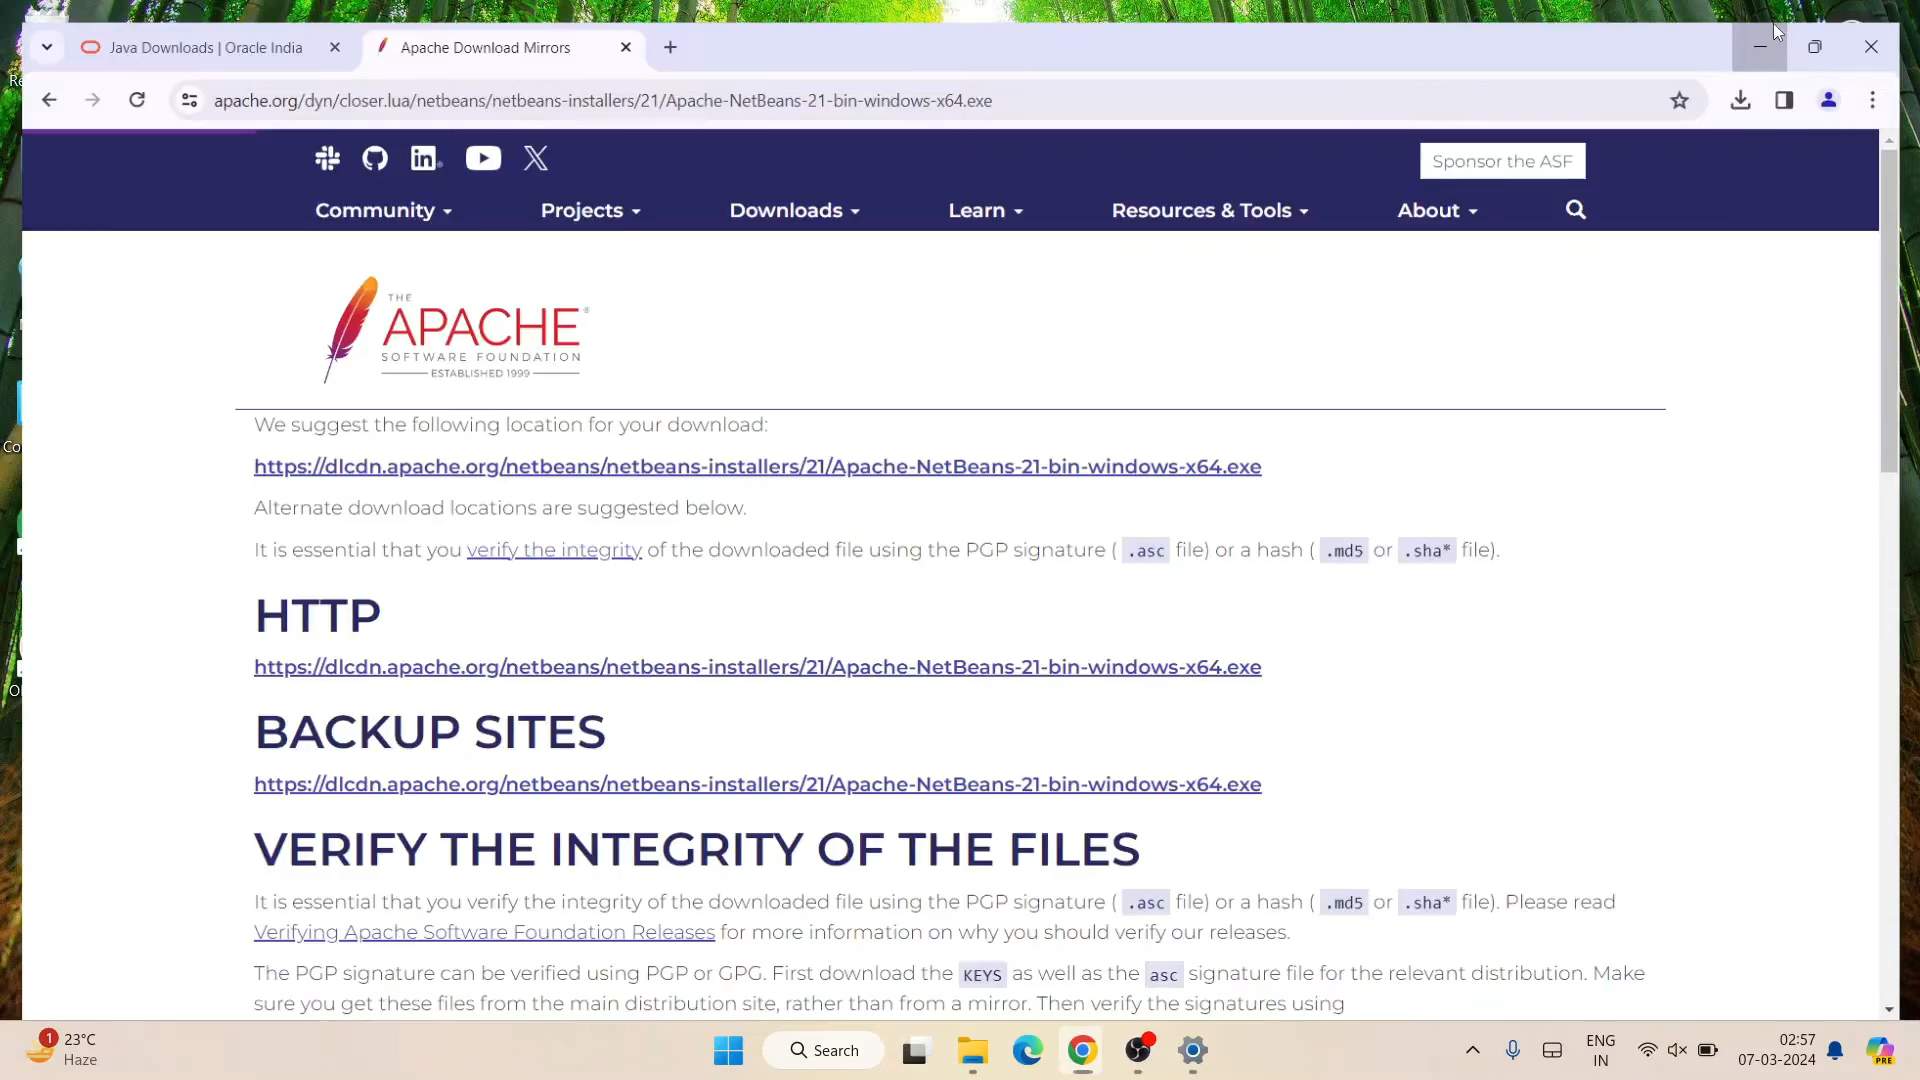 Java Downloads | Oracle India
Apache Download Mirrors
apache.org/dyn/closer.lua/netbeans/netbeans-installers/21/Apache-NetBeans-21-bin-windows-x64.exe
Sponsor the ASF
Community Projects Downloads Learn Resources & Tools About
THE
APACHE®
SOFTWARE FOUNDATION
ESTABLISHED 1999
We suggest the following location for your download:
https://dlcdn.apache.org/netbeans/netbeans-installers/21/Apache-NetBeans-21-bin-windows-x64.exe
Alternate download locations are suggested below.
It is essential that you verify the integrity of the downloaded file using the PGP signature ( .asc file) or a hash ( .md5 or .sha* file).
HTTP
https://dlcdn.apache.org/netbeans/netbeans-installers/21/Apache-NetBeans-21-bin-windows-x64.exe
BACKUP SITES
https://dlcdn.apache.org/netbeans/netbeans-installers/21/Apache-NetBeans-21-bin-windows-x64.exe
VERIFY THE INTEGRITY OF THE FILES
It is essential that you verify the integrity of the downloaded file using the PGP signature ( .asc file) or a hash ( .md5 or .sha* file). Please read
Verifying Apache Software Foundation Releases for more information on why you should verify our releases.
The PGP signature can be verified using PGP or GPG. First download the KEYS as well as the asc signature file for the relevant distribution. Make
sure you get these files from the main distribution site, rather than from a mirror. Then verify the signatures using
1
23°C
Haze
Search
ENG
IN
02:57
07-03-2024
PRE